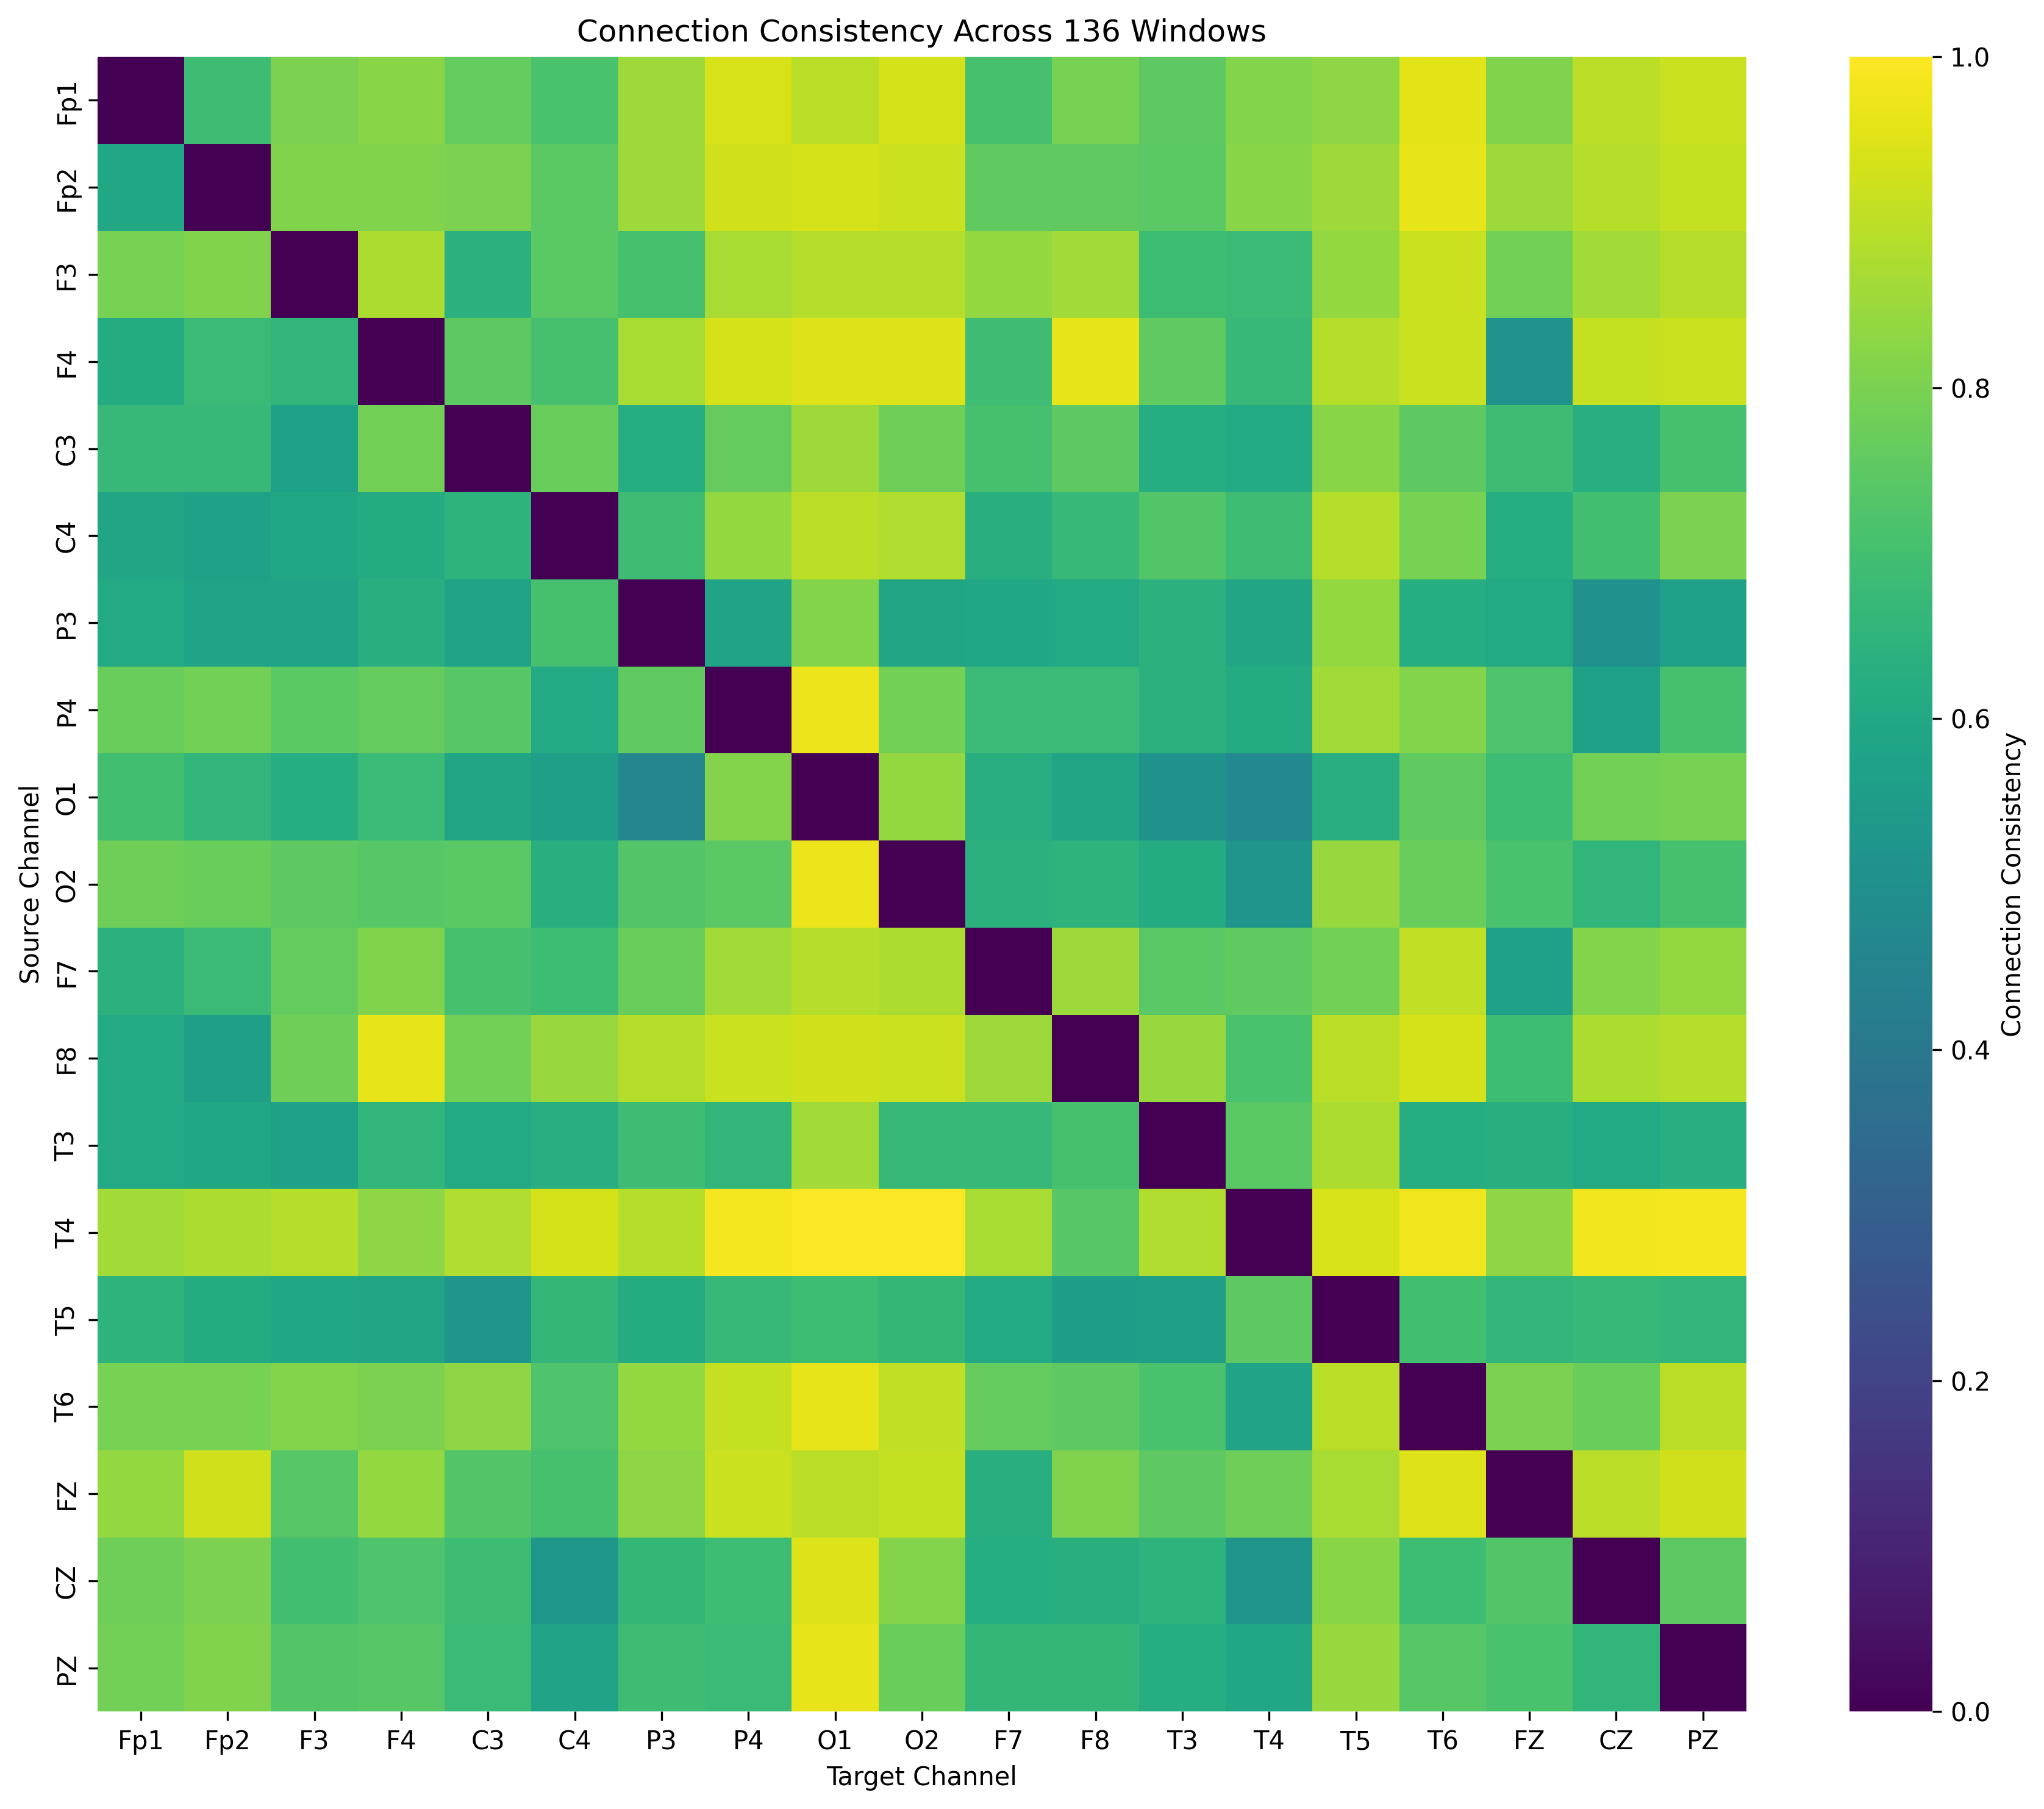 Connection Consistency Across 136 Windows
Fp1
Fp2
F3
F4
C3
C4
P3
P4
O1
O2
F7
F8
T3
T4
T5
T6
FZ
CZ
PZ
Source Channel
Fp1 Fp2 F3 F4 C3 C4 P3 P4 O1 O2 F7 F8 T3 T4 T5 T6 FZ CZ PZ
Target Channel
1.0
0.8
0.6
0.4
0.2
0.0
Connection Consistency